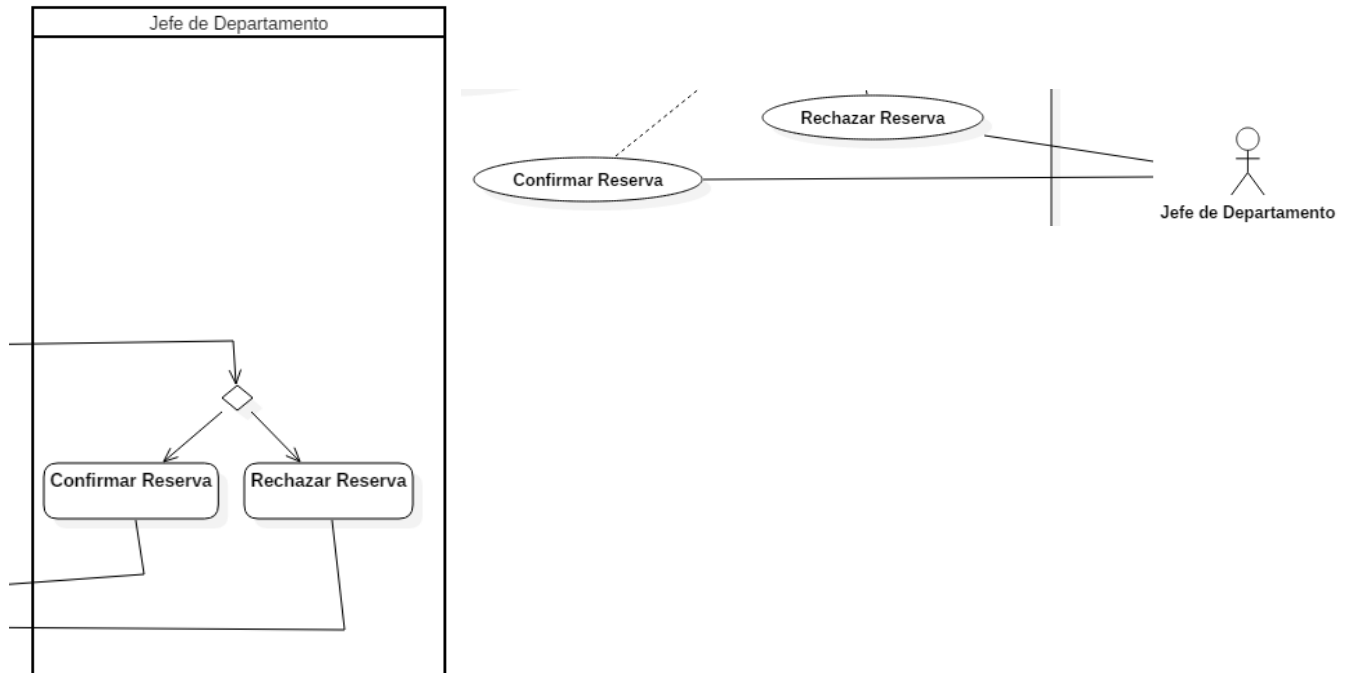 Jefe de Departamento
Confirmar Reserva
Rechazar Reserva
Rechazar Reserva
Confirmar Reserva
Jefe de Departamento